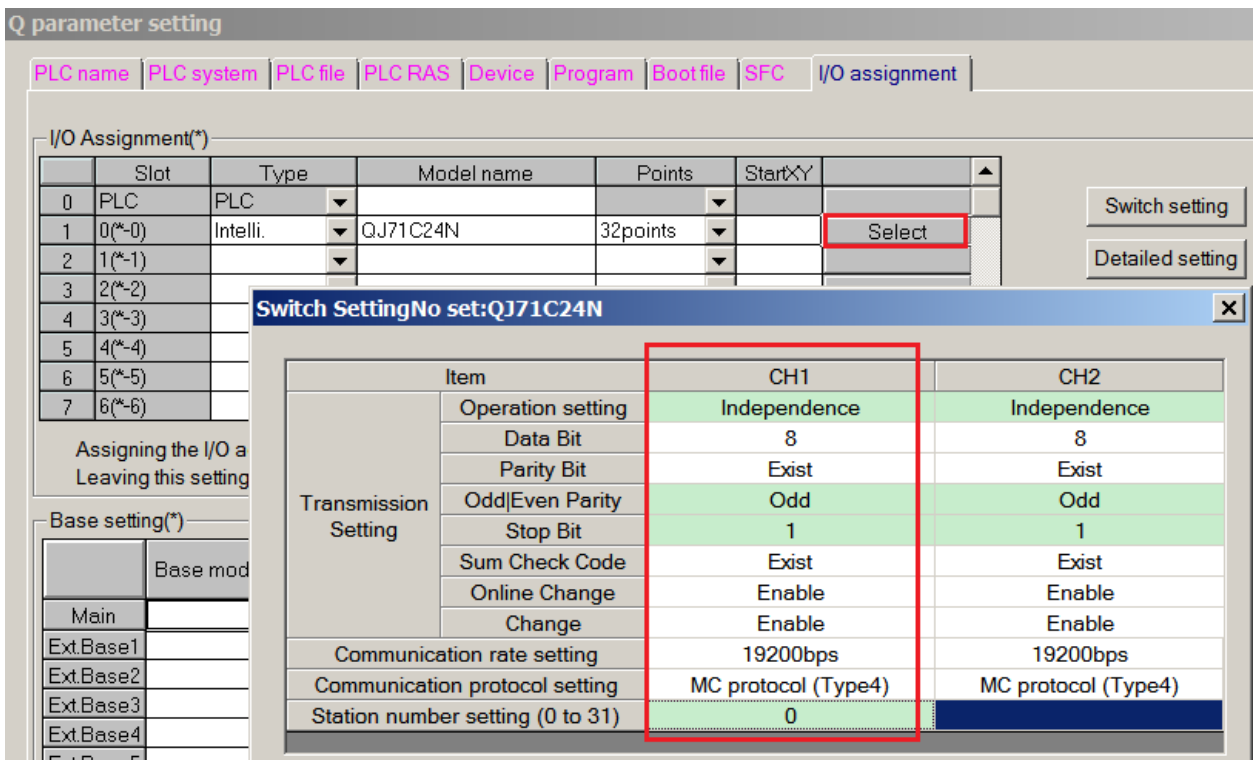 Q parameter setting
PLC name PLC system PLC file PLC RAS Device Program Boot file SFC I/O assignment
I/O Assignment(*)
Slot Type Model name Points StartXY
0 PLC PLC
1 0(*-0) Intelli. QJ71C24N 32points Select
2 1(*-1)
3 2(*-2)
4 3(*-3)
5 4(*-4)
6 5(*-5)
7 6(*-6)
Switch setting
Detailed setting
Assigning the I/O a
Leaving this setting
Base setting(*)
Base mod
Main
Ext.Base1
Ext.Base2
Ext.Base3
Ext.Base4
Switch SettingNo set:QJ71C24N
Item CH1 CH2
Transmission Setting
Operation setting Independence Independence
Data Bit 8 8
Parity Bit Exist Exist
Odd|Even Parity Odd Odd
Stop Bit 1 1
Sum Check Code Exist Exist
Online Change Enable Enable
Change Enable Enable
Communication rate setting 19200bps 19200bps
Communication protocol setting MC protocol (Type4) MC protocol (Type4)
Station number setting (0 to 31) 0